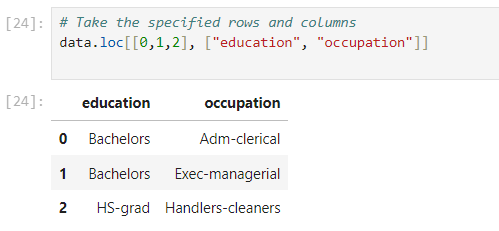 [24]: # Take the specified rows and columns
data.loc[[0,1,2], ["education", "occupation"]]
[24]:
education occupation
0 Bachelors Adm-clerical
1 Bachelors Exec-managerial
2 HS-grad Handlers-cleaners